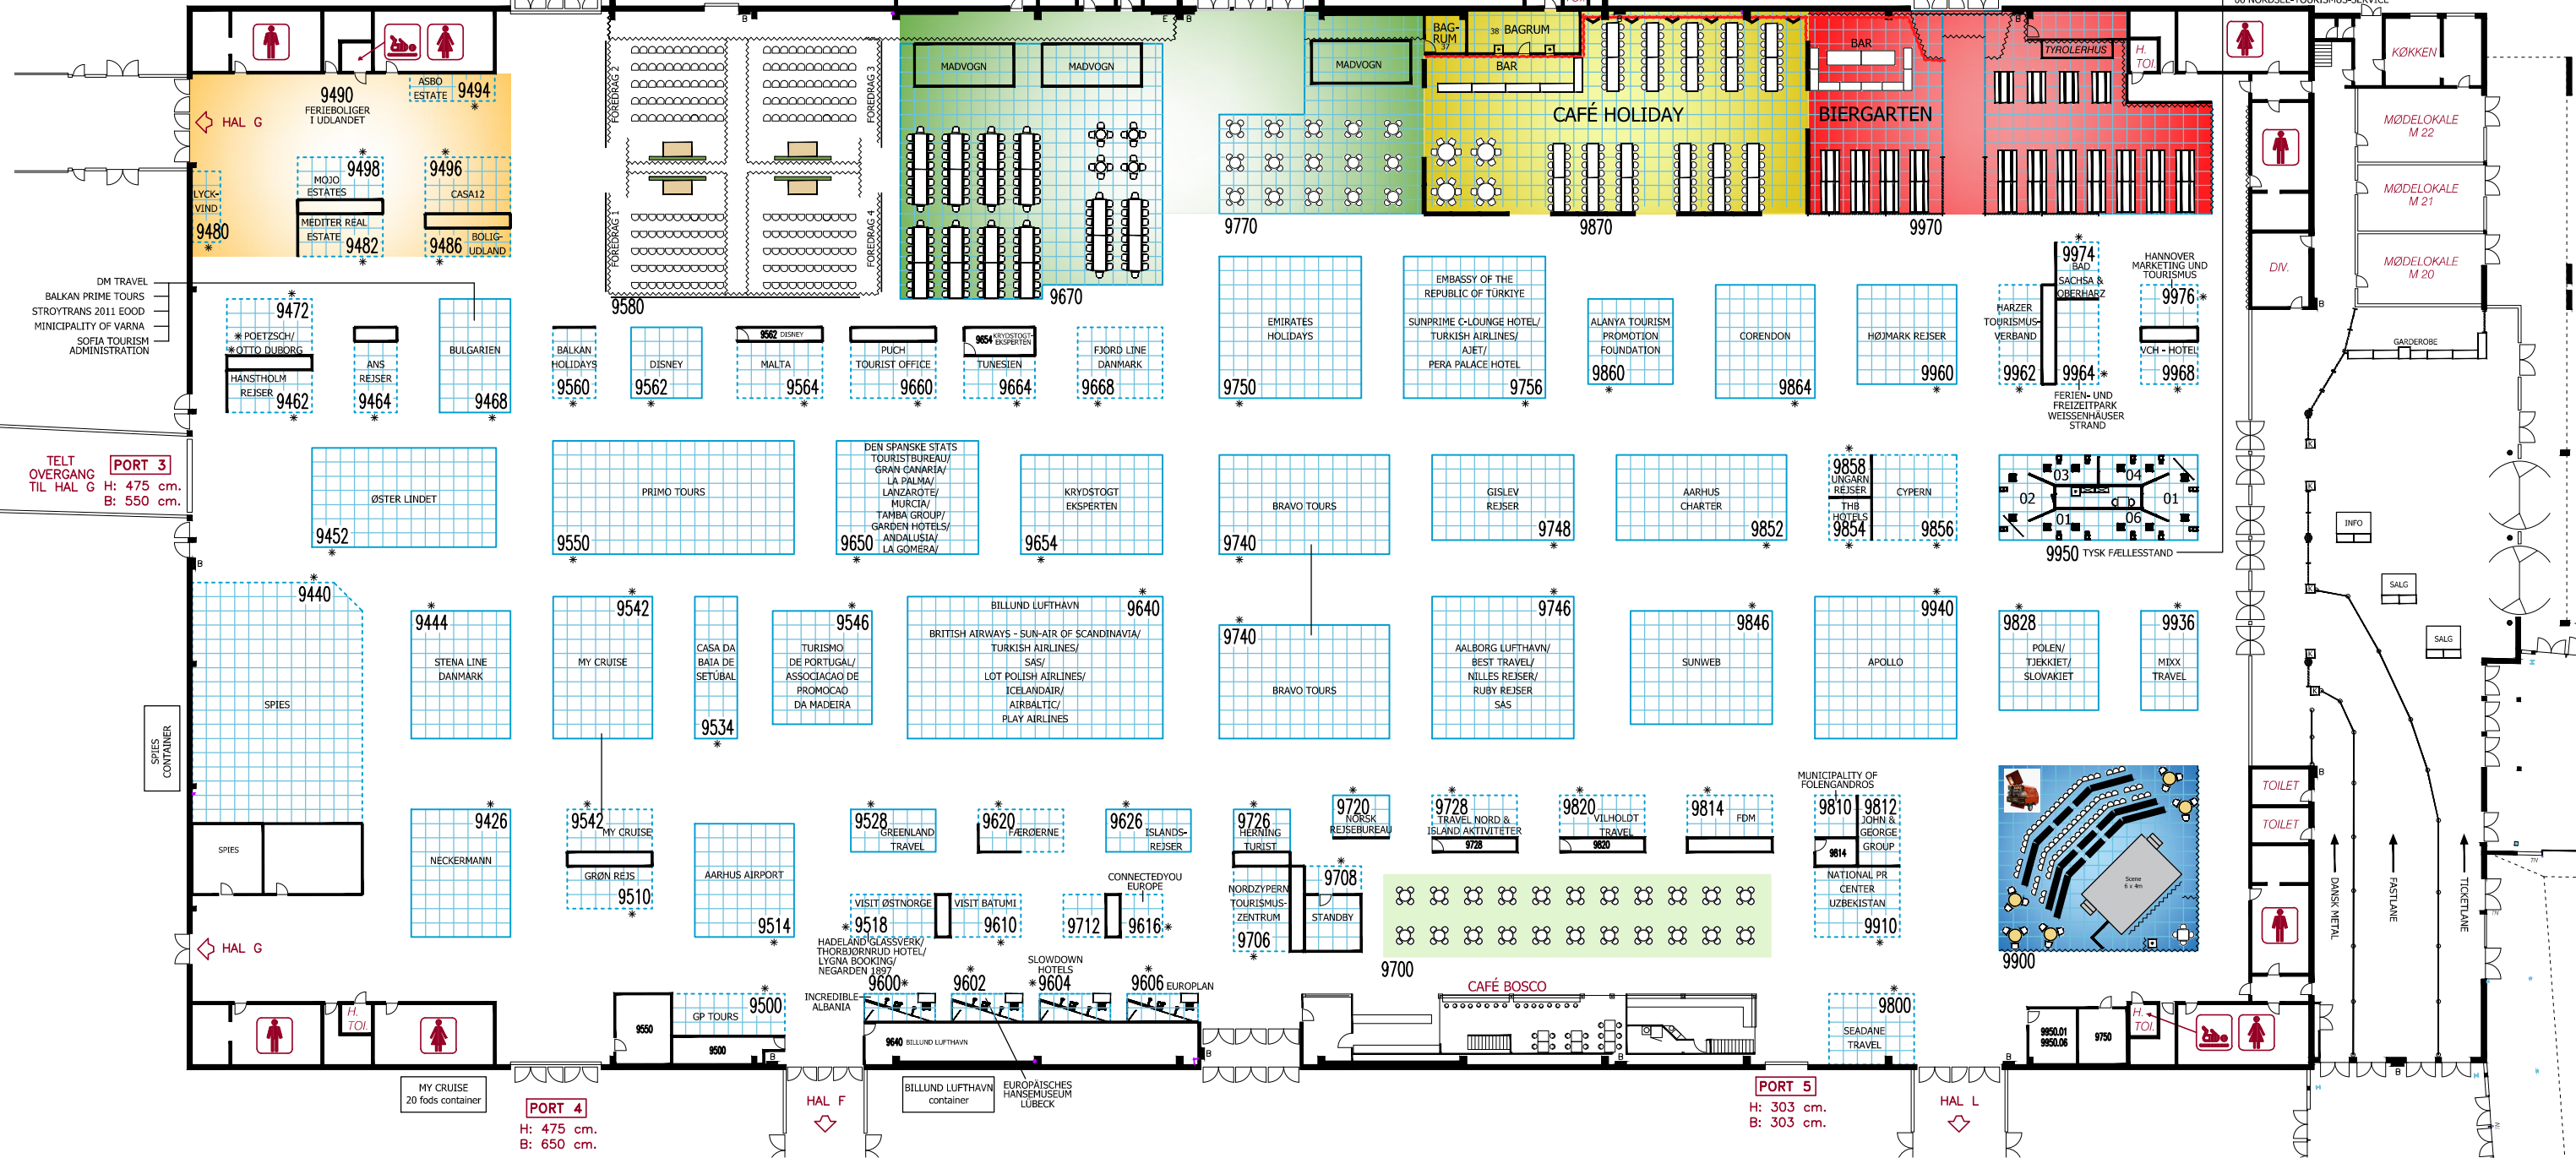 06 NORDSEE-TOURISMUS-SERVICE
B
E
B
B
B
HAL G
9490
FERIEBOLIGER
I UDLANDET
ASBO
ESTATE
9494
9498
MOJO
ESTATES
MEDITER REAL
ESTATE
9482
9496
CASA12
9486
BOLIG-
UDLAND
LYCK-
VIND
9480
FOREDRAG 2
FOREDRAG 3
FOREDRAG 1
FOREDRAG 4
9580
MADVOGN
MADVOGN
9670
MADVOGN
9770
BAG-
RUM
37
38 BAGRUM
BAR
CAFÉ HOLIDAY
9870
BAR
BIERGARTEN
9970
TYROLERHUS
H.
TOI.
KØKKEN
MØDELOKALE
M 22
MØDELOKALE
M 21
MØDELOKALE
M 20
DIV.
GARDEROBE
DM TRAVEL
BALKAN PRIME TOURS
STROYTRANS 2011 EOOD
MINICIPALITY OF VARNA
SOFIA TOURISM
ADMINISTRATION
9472
* POETZSCH/
*OTTO DUBORG
HANSTHOLM
REJSER
9462
ANS
REJSER
9464
BULGARIEN
9468
BALKAN
HOLIDAYS
9560
DISNEY
9562
9562 DISNEY
MALTA
9564
PUCH
TOURIST OFFICE
9660
9654 KRYDSTOGT-
EKSPERTEN
TUNESIEN
9664
FJORD LINE
DANMARK
9668
EMIRATES
HOLIDAYS
9750
EMBASSY OF THE
REPUBLIC OF TÜRKIYE
SUNPRIME C-LOUNGE HOTEL/
TURKISH AIRLINES/
AJET/
PERA PALACE HOTEL
9756
ALANYA TOURISM
PROMOTION
FOUNDATION
9860
CORENDON
9864
HØJMARK REJSER
9960
HARZER
TOURISMUS-
VERBAND
9962
9974
BAD
SACHSA &
OBERHARZ
9964
FERIEN- UND
FREIZEITPARK
WEISSENHÄUSER
STRAND
HANNOVER
MARKETING UND
TOURISMUS
9976
VCH - HOTEL
9968
TELT
OVERGANG
TIL HAL G
PORT 3
H: 475 cm.
B: 550 cm.
ØSTER LINDET
9452
PRIMO TOURS
9550
DEN SPANSKE STATS
TOURISTBUREAU/
GRAN CANARIA/
LA PALMA/
LANZAROTE/
MURCIA/
TAMBA GROUP/
GARDEN HOTELS/
ANDALUSIA/
LA GOMERA/
9650
KRYDSTOGT
EKSPERTEN
9654
BRAVO TOURS
9740
GISLEV
REJSER
9748
AARHUS
CHARTER
9852
9858
UNGARN
REJSER
THB
HOTELS
9854
CYPERN
9856
03
04
02
01
01
06
9950 TYSK FÆLLESSTAND
INFO
SALG
SALG
9440
SPIES
SPIES
CONTAINER
9444
STENA LINE
DANMARK
9542
MY CRUISE
CASA DA
BAIA DE
SETÚBAL
9534
9546
TURISMO
DE PORTUGAL/
ASSOCIACAO DE
PROMOCAO
DA MADEIRA
BILLUND LUFTHAVN
9640
BRITISH AIRWAYS - SUN-AIR OF SCANDINAVIA/
TURKISH AIRLINES/
SAS/
LOT POLISH AIRLINES/
ICELANDAIR/
AIRBALTIC/
PLAY AIRLINES
9740
BRAVO TOURS
9746
AALBORG LUFTHAVN/
BEST TRAVEL/
NILLES REJSER/
RUBY REJSER
SAS
9846
SUNWEB
9940
APOLLO
9828
POLEN/
TJEKKIET/
SLOVAKIET
9936
MIXX
TRAVEL
SPIES
9426
NECKERMANN
9542
MY CRUISE
GRØN REJS
9510
AARHUS AIRPORT
9514
9528
GREENLAND
TRAVEL
9620
FÆRØERNE
9626
ISLANDS-
REJSER
9726
HERNING
TURIST
NORDZYPERN
TOURISMUS-
ZENTRUM
9706
9708
STANDBY
9720
NORSK
REJSEBUREAU
9728
TRAVEL NORD &
ISLAND AKTIVITETER
9728
9820
VILHOLDT
TRAVEL
9820
9814
FDM
MUNICIPALITY OF
FOLENGANDROS
9810
9812
JOHN &
GEORGE
GROUP
9814
NATIONAL PR
CENTER
UZBEKISTAN
9910
Scene
6 x 4m
9900
TOILET
TOILET
DANSK METAL
FASTLANE
TICKETLANE
VISIT ØSTNORGE
9518
HADELAND GLASSVERK/
THORBJØRNRUD HOTEL/
LYGNA BOOKING/
NEGARDEN 1897
VISIT BATUMI
9610
CONNECTEDYOU
EUROPE
9712
9616
9700
CAFÉ BOSCO
HAL G
H.
TOI.
9550
GP TOURS
9500
9500
INCREDIBLE
ALBANIA
9600
9602
SLOWDOWN
HOTELS
9604
9606 EUROPLAN
9640 BILLUND LUFTHAVN
9800
SEADANE
TRAVEL
9950.01
9950.06
9750
H.
TOI.
MY CRUISE
20 fods container
PORT 4
H: 475 cm.
B: 650 cm.
HAL F
BILLUND LUFTHAVN
container
EUROPÄISCHES
HANSEMUSEUM
LÜBECK
PORT 5
H: 303 cm.
B: 303 cm.
HAL L